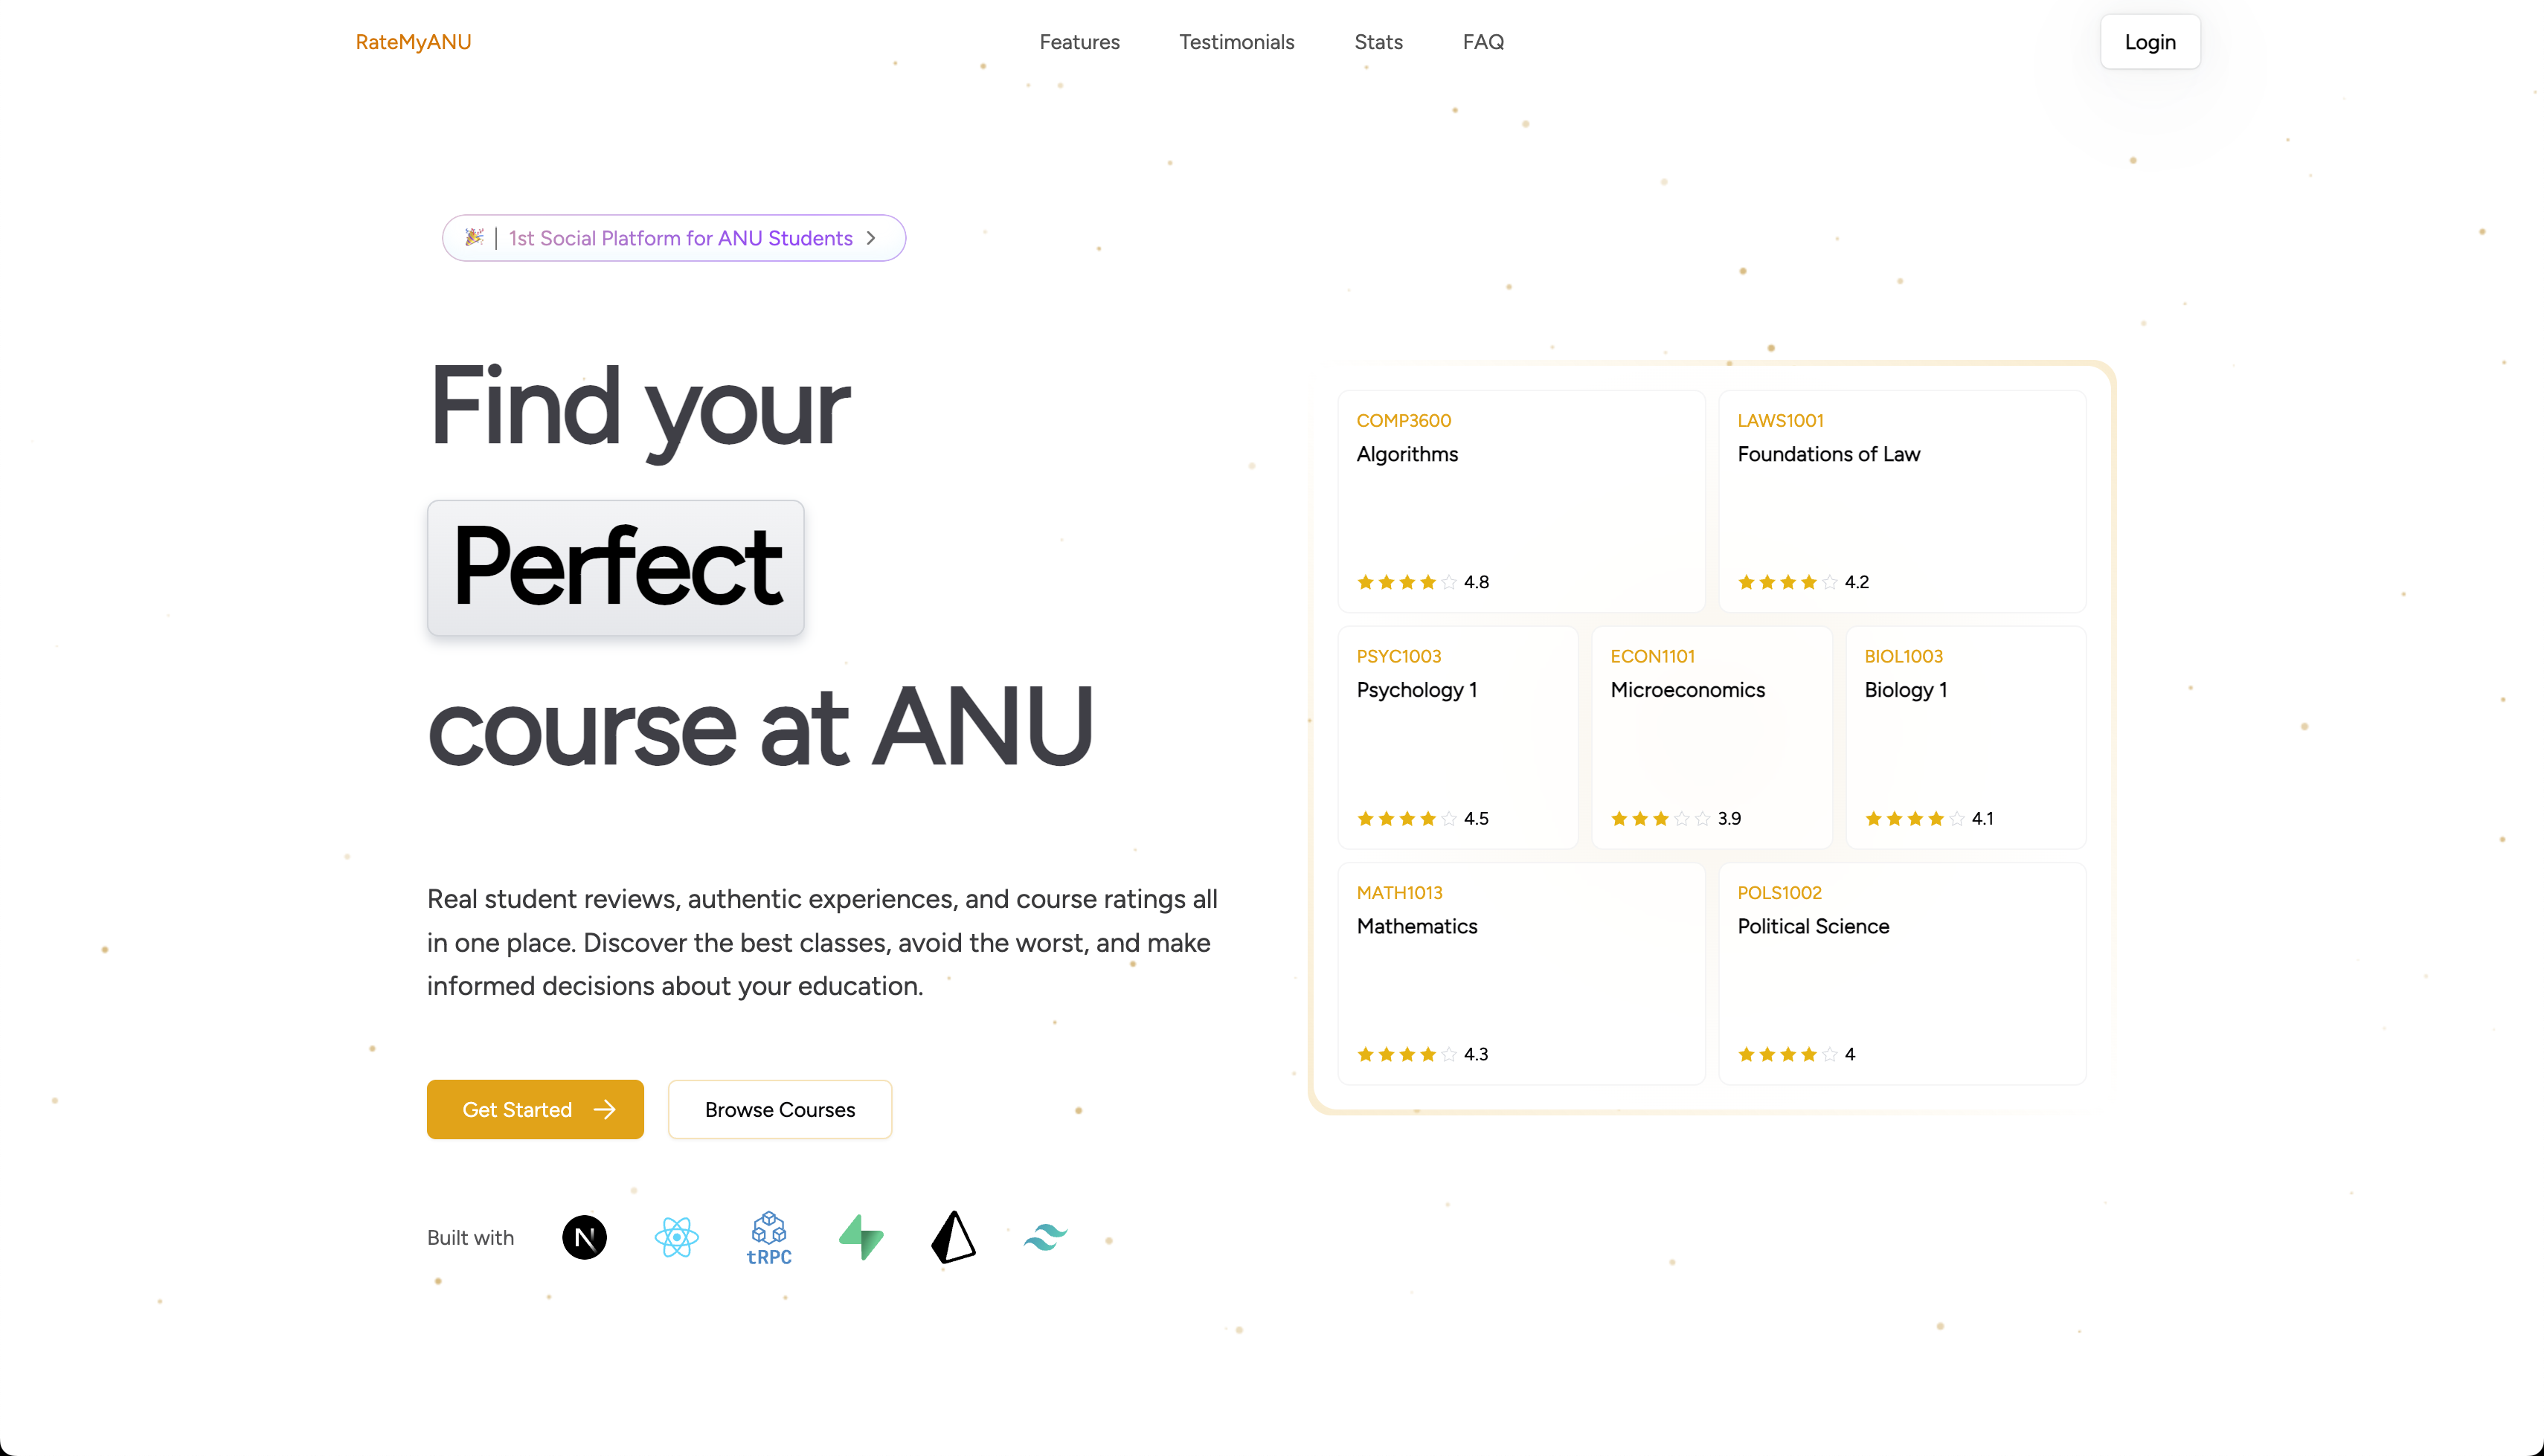 RateMyANU
Features
Testimonials
Stats
FAQ
Login
🎉 | 1st Social Platform for ANU Students
Find your
Perfect
course at ANU
Real student reviews, authentic experiences, and course ratings all
in one place. Discover the best classes, avoid the worst, and make
informed decisions about your education.
Get Started →
Browse Courses
Built with
N
tRPC
COMP3600
Algorithms
4.8
LAWS1001
Foundations of Law
4.2
PSYC1003
Psychology 1
4.5
ECON1101
Microeconomics
3.9
BIOL1003
Biology 1
4.1
MATH1013
Mathematics
4.3
POLS1002
Political Science
4